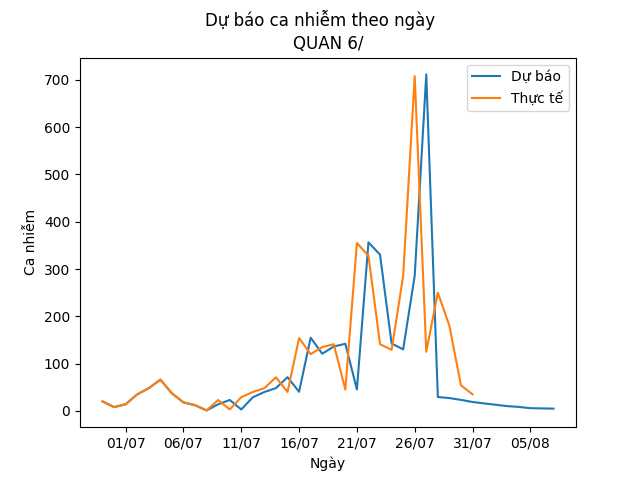 Dự báo ca nhiễm theo ngày
QUAN 6/
Dự báo
Thực tế
Ca nhiễm
700
600
500
400
300
200
100
0
01/07 06/07 11/07 16/07 21/07 26/07 31/07 05/08
Ngày